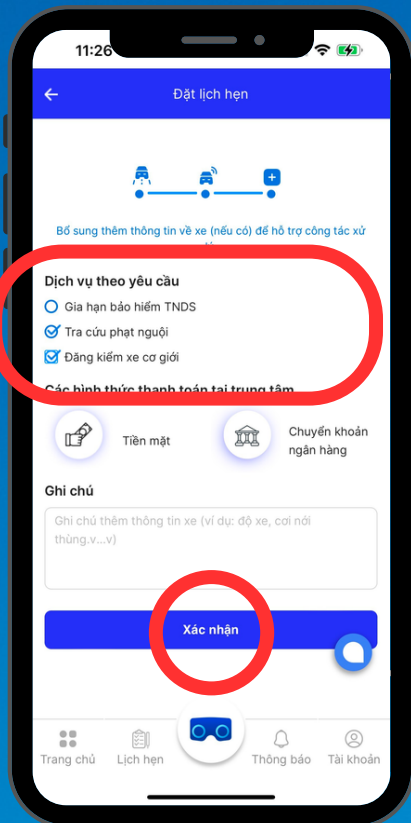 11:26
Đặt lịch hẹn
Bổ sung thêm thông tin về xe (nếu có) để hỗ trợ công tác xử
Dịch vụ theo yêu cầu
Gia hạn bảo hiểm TNDS
Tra cứu phạt nguội
Đăng kiểm xe cơ giới
Các hình thức thanh toán tại trung tâm
Tiền mặt
Chuyển khoản
ngân hàng
Ghi chú
Ghi chú thêm thông tin xe (ví dụ: độ xe, cơi nới
thùng.v...v)
Xác nhận
Trang chủ
Lịch hẹn
Thông báo
Tài khoản